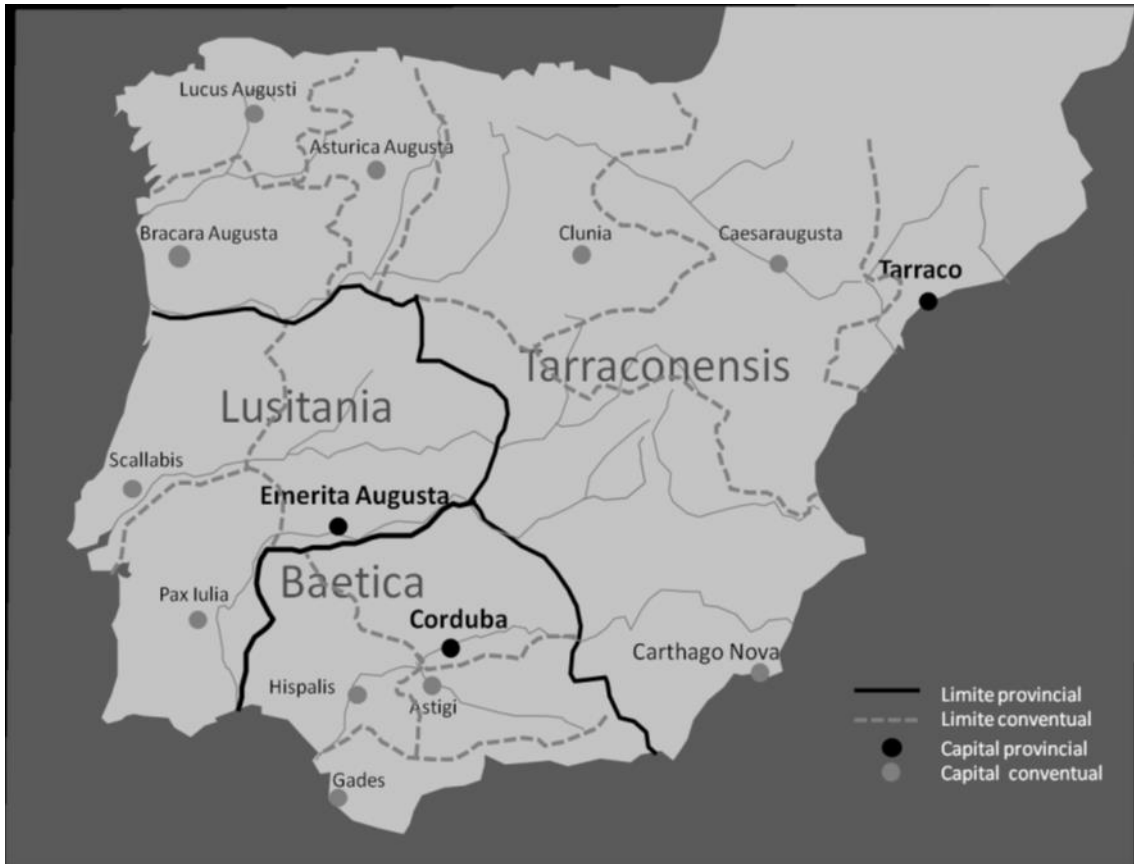 Lucus Augusti
Asturica Augusta
Bracara Augusta
Clunia
Caesaraugusta
Tarraco
Tarraconensis
Lusitania
Scallabis
Emerita Augusta
Baetica
Pax Iulia
Corduba
Carthago Nova
Hispalis
Astigi
Gades
Limite provincial
Limite conventual
Capital provincial
Capital conventual